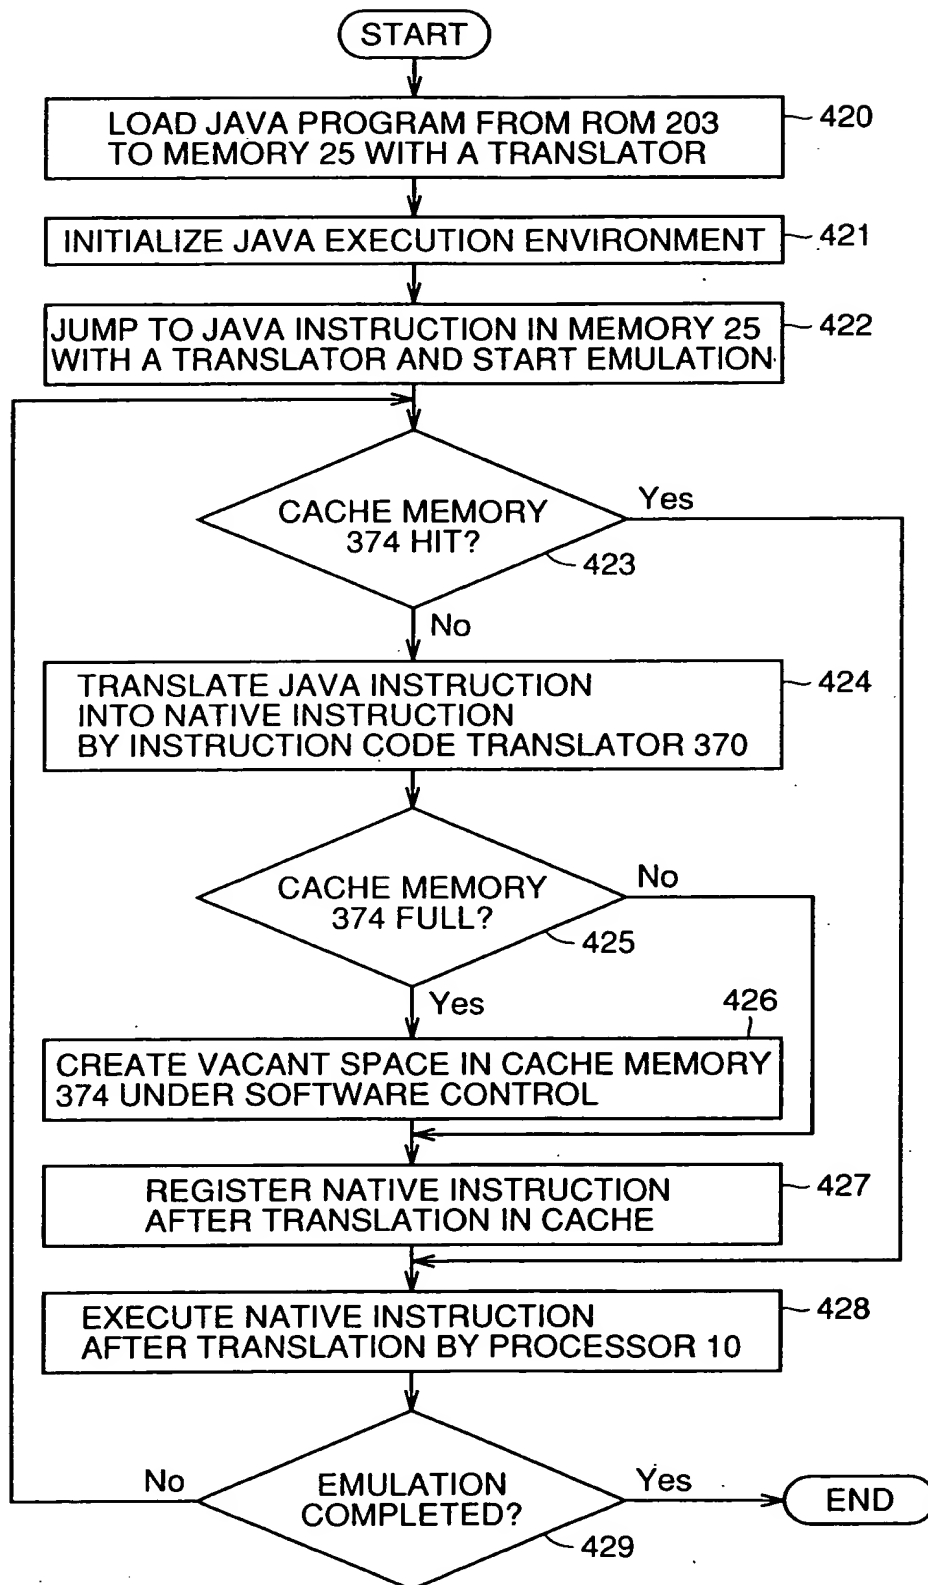 START
LOAD JAVA PROGRAM FROM ROM 203
TO MEMORY 25 WITH A TRANSLATOR
420
INITIALIZE JAVA EXECUTION ENVIRONMENT
421
JUMP TO JAVA INSTRUCTION IN MEMORY 25
WITH A TRANSLATOR AND START EMULATION
422
CACHE MEMORY
374 HIT?
Yes
423
No
TRANSLATE JAVA INSTRUCTION
INTO NATIVE INSTRUCTION
BY INSTRUCTION CODE TRANSLATOR 370
424
CACHE MEMORY
374 FULL?
No
425
Yes
426
CREATE VACANT SPACE IN CACHE MEMORY
374 UNDER SOFTWARE CONTROL
REGISTER NATIVE INSTRUCTION
AFTER TRANSLATION IN CACHE
427
EXECUTE NATIVE INSTRUCTION
AFTER TRANSLATION BY PROCESSOR 10
428
No
EMULATION
COMPLETED?
Yes
END
429